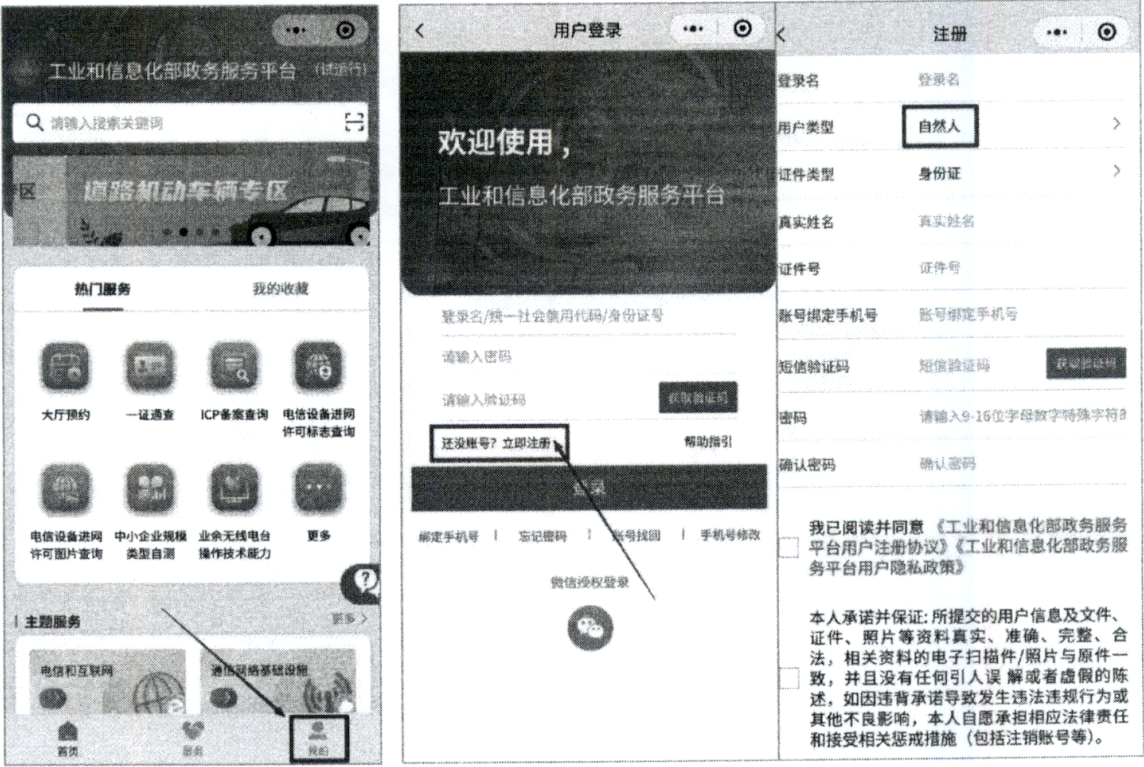 工业和信息化部政务服务平台 (试运行)
请输入搜索关键词
区
道路机动车辆专区
热门服务
我的收藏
大厅预约
一证通查
ICP备案查询
电信设备进网
许可标志查询
电信设备进网
许可图片查询
中小企业规模
类型自测
业余无线电台
操作技术能力
更多
主题服务
更多
电信和互联网
通信网络基础设施
首页
服务
我的
用户登录
欢迎使用，
工业和信息化部政务服务平台
登录名/统一社会信用代码/身份证号
请输入密码
请输入验证码
获取验证码
还没账号？立即注册
帮助指引
登录
绑定手机号
忘记密码
账号找回
手机号修改
微信授权登录
注册
登录名 登录名
用户类型 自然人
证件类型 身份证
真实姓名 真实姓名
证件号 证件号
账号绑定手机号 账号绑定手机号
短信验证码 短信验证码 获取验证码
密码 请输入9-16位字母数字特殊字符的
确认密码 确认密码
我已阅读并同意《工业和信息化部政务服务
平台用户注册协议》《工业和信息化部政务服
务平台用户隐私政策》
本人承诺并保证：所提交的用户信息及文件、
证件、照片等资料真实、准确、完整、合
法，相关资料的电子扫描件/照片与原件一
致，并且没有任何引人误 解或者虚假的陈
述，如因违背承诺导致发生违法违规行为或
其他不良影响，本人自愿承担相应法律责任
和接受相关惩戒措施（包括注销账号等）。